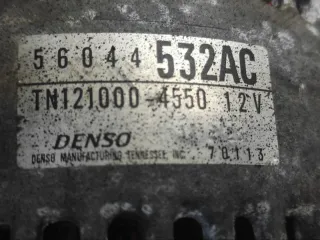 56044 532AC
TN121000-4550 12V
DENSO
DENSO MANUFACTURING TENNESSEE, INC. 70113